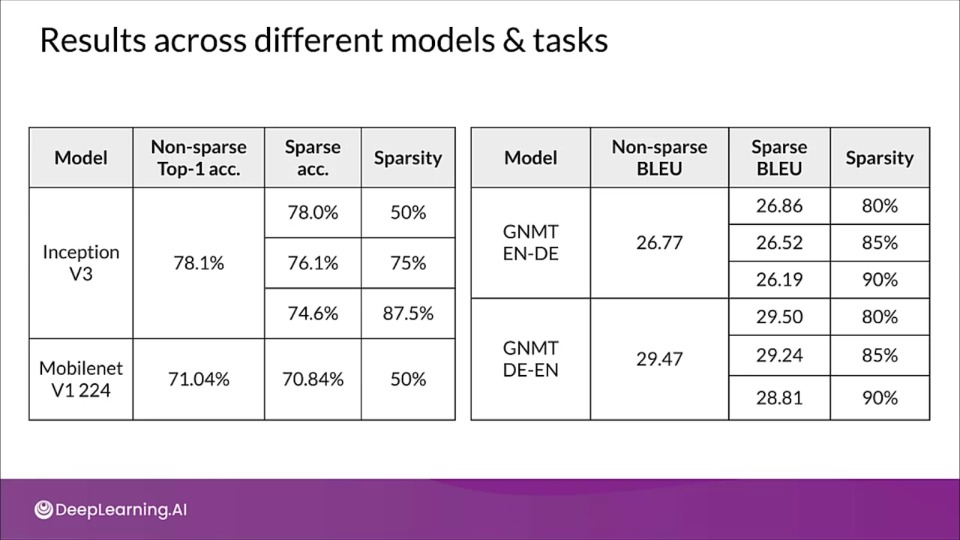 Results across different models & tasks
Model Non-sparse Top-1 acc. Sparse acc. Sparsity
Inception V3 78.1% 78.0% 50%
76.1% 75%
74.6% 87.5%
Mobilenet V1 224 71.04% 70.84% 50%
Model Non-sparse BLEU Sparse BLEU Sparsity
GNMT EN-DE 26.77 26.86 80%
26.52 85%
26.19 90%
GNMT DE-EN 29.47 29.50 80%
29.24 85%
28.81 90%
DeepLearning.AI